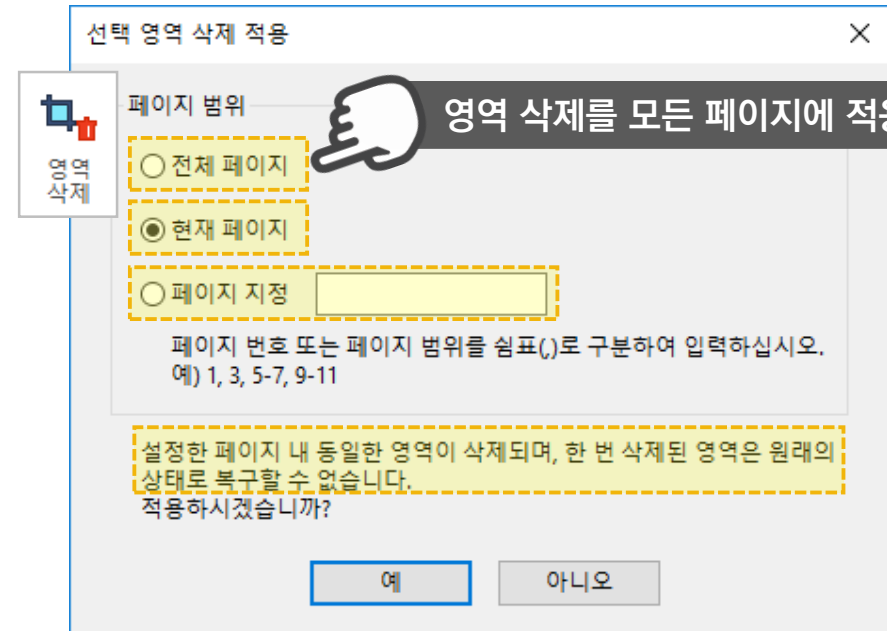 선택 영역 삭제 적용
영역
삭제
페이지 범위
영역 삭제를 모든 페이지에
전체 페이지
현재 페이지
페이지 지정
페이지 번호 또는 페이지 범위를 쉼표(,)로 구분하여 입력하십시오.
예) 1, 3, 5-7, 9-11
설정한 페이지 내 동일한 영역이 삭제되며, 한 번 삭제된 영역은 원래의
상태로 복구할 수 없습니다.
적용하시겠습니까?
예
아니오